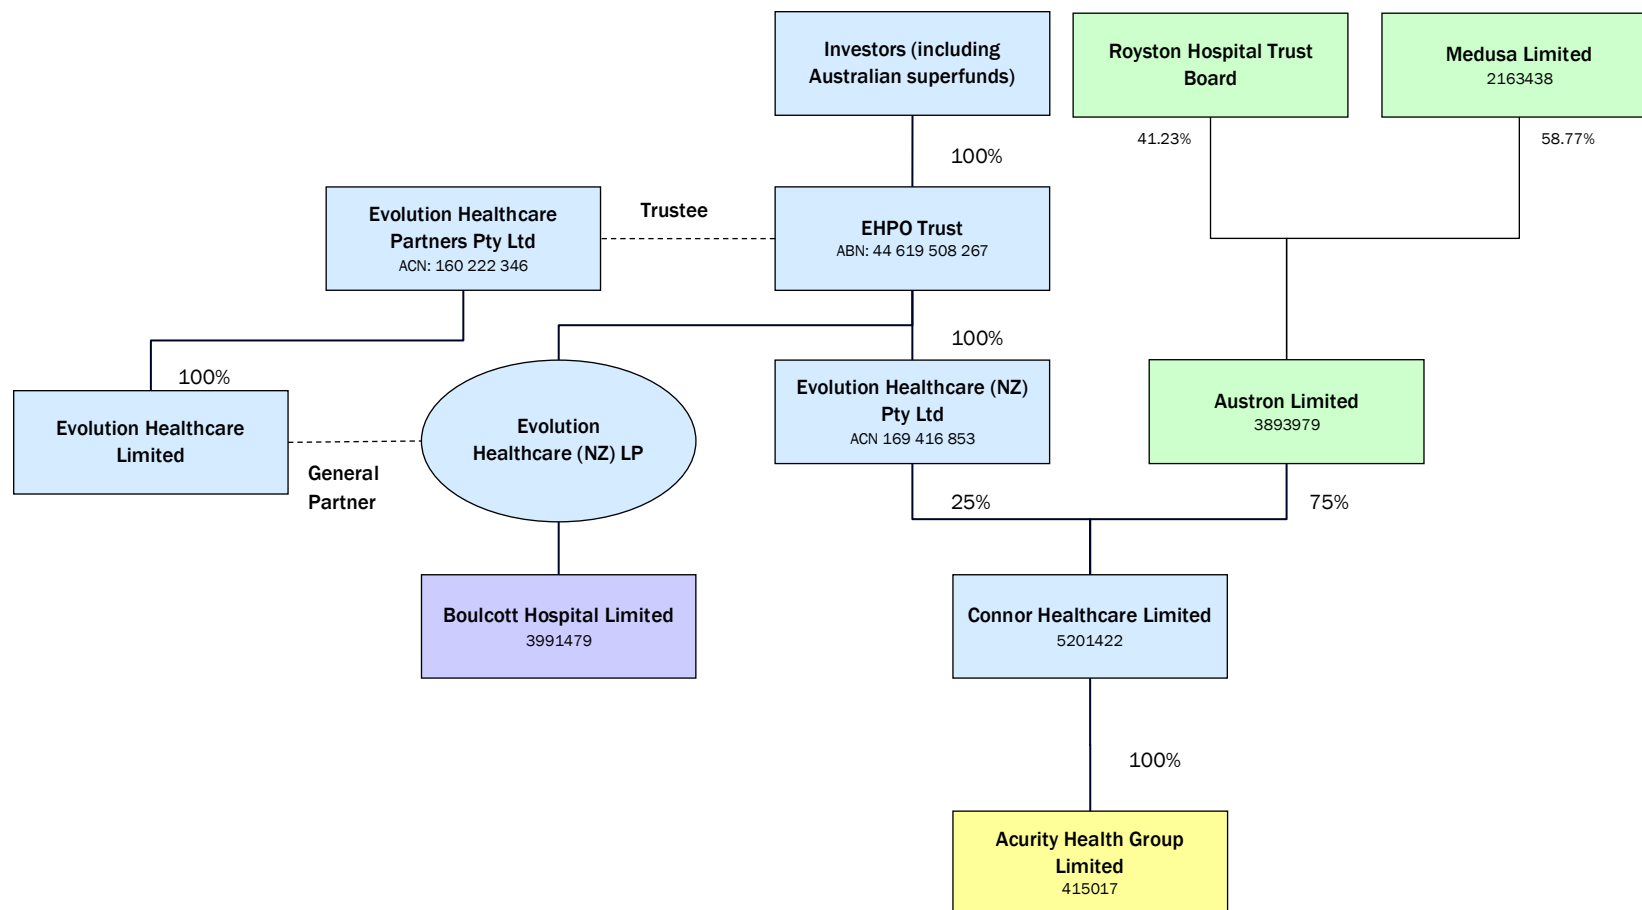 Investors (including
Australian superfunds)
Royston Hospital Trust
Board
Medusa Limited
2163438
41.23%
58.77%
100%
Evolution Healthcare
Partners Pty Ltd
ACN: 160 222 346
Trustee
EHPO Trust
ABN: 44 619 508 267
100%
100%
Evolution Healthcare
Limited
General
Partner
Evolution
Healthcare (NZ) LP
Evolution Healthcare (NZ)
Pty Ltd
ACN 169 416 853
Austron Limited
3893979
25%
75%
Boulcott Hospital Limited
3991479
Connor Healthcare Limited
5201422
100%
Acurity Health Group
Limited
415017